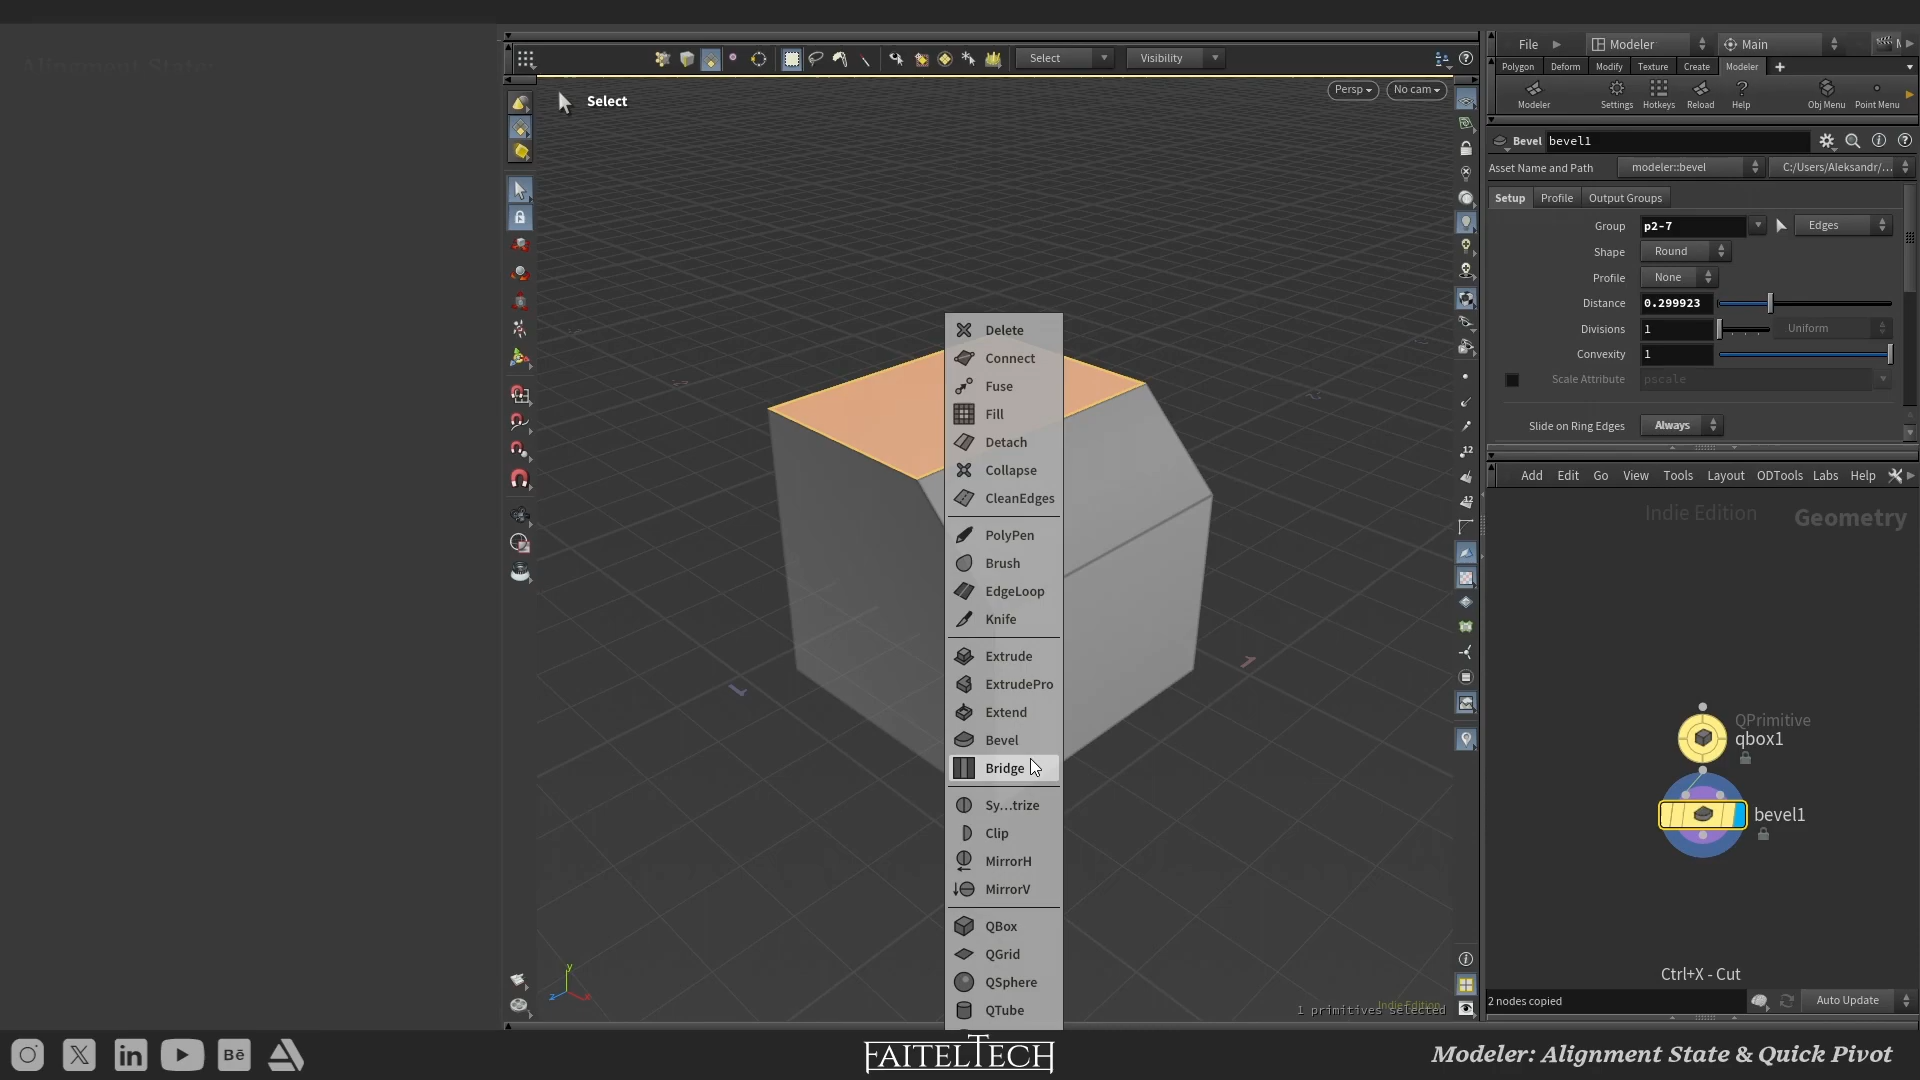 Alignment State
Select
Visibility
Select
Persp
No cam
Delete
Connect
Fuse
Fill
Detach
Collapse
CleanEdges
PolyPen
Brush
EdgeLoop
Knife
Extrude
ExtrudePro
Extend
Bevel
Bridge
Sy...trize
Clip
MirrorH
MirrorV
QBox
QGrid
QSphere
QTube
Indie Edition
1 primitives selected
File
Modeler
Main
Polygon
Deform
Modify
Texture
Create
Modeler
Modeler
Settings
Hotkeys
Reload
Help
Obj Menu
Point Menu
Bevel bevel1
Asset Name and Path modeler::bevel C:/Users/Aleksandr/...
Setup Profile Output Groups
Group p2-7 Edges
Shape Round
Profile None
Distance 0.299923
Divisions 1 Uniform
Convexity 1
Scale Attribute pscale
Slide on Ring Edges Always
Add Edit Go View Tools Layout ODTools Labs Help
Indie Edition Geometry
QPrimitive
qbox1
bevel1
Ctrl+X - Cut
2 nodes copied
Auto Update
FAITELTECH
Modeler: Alignment State & Quick Pivot